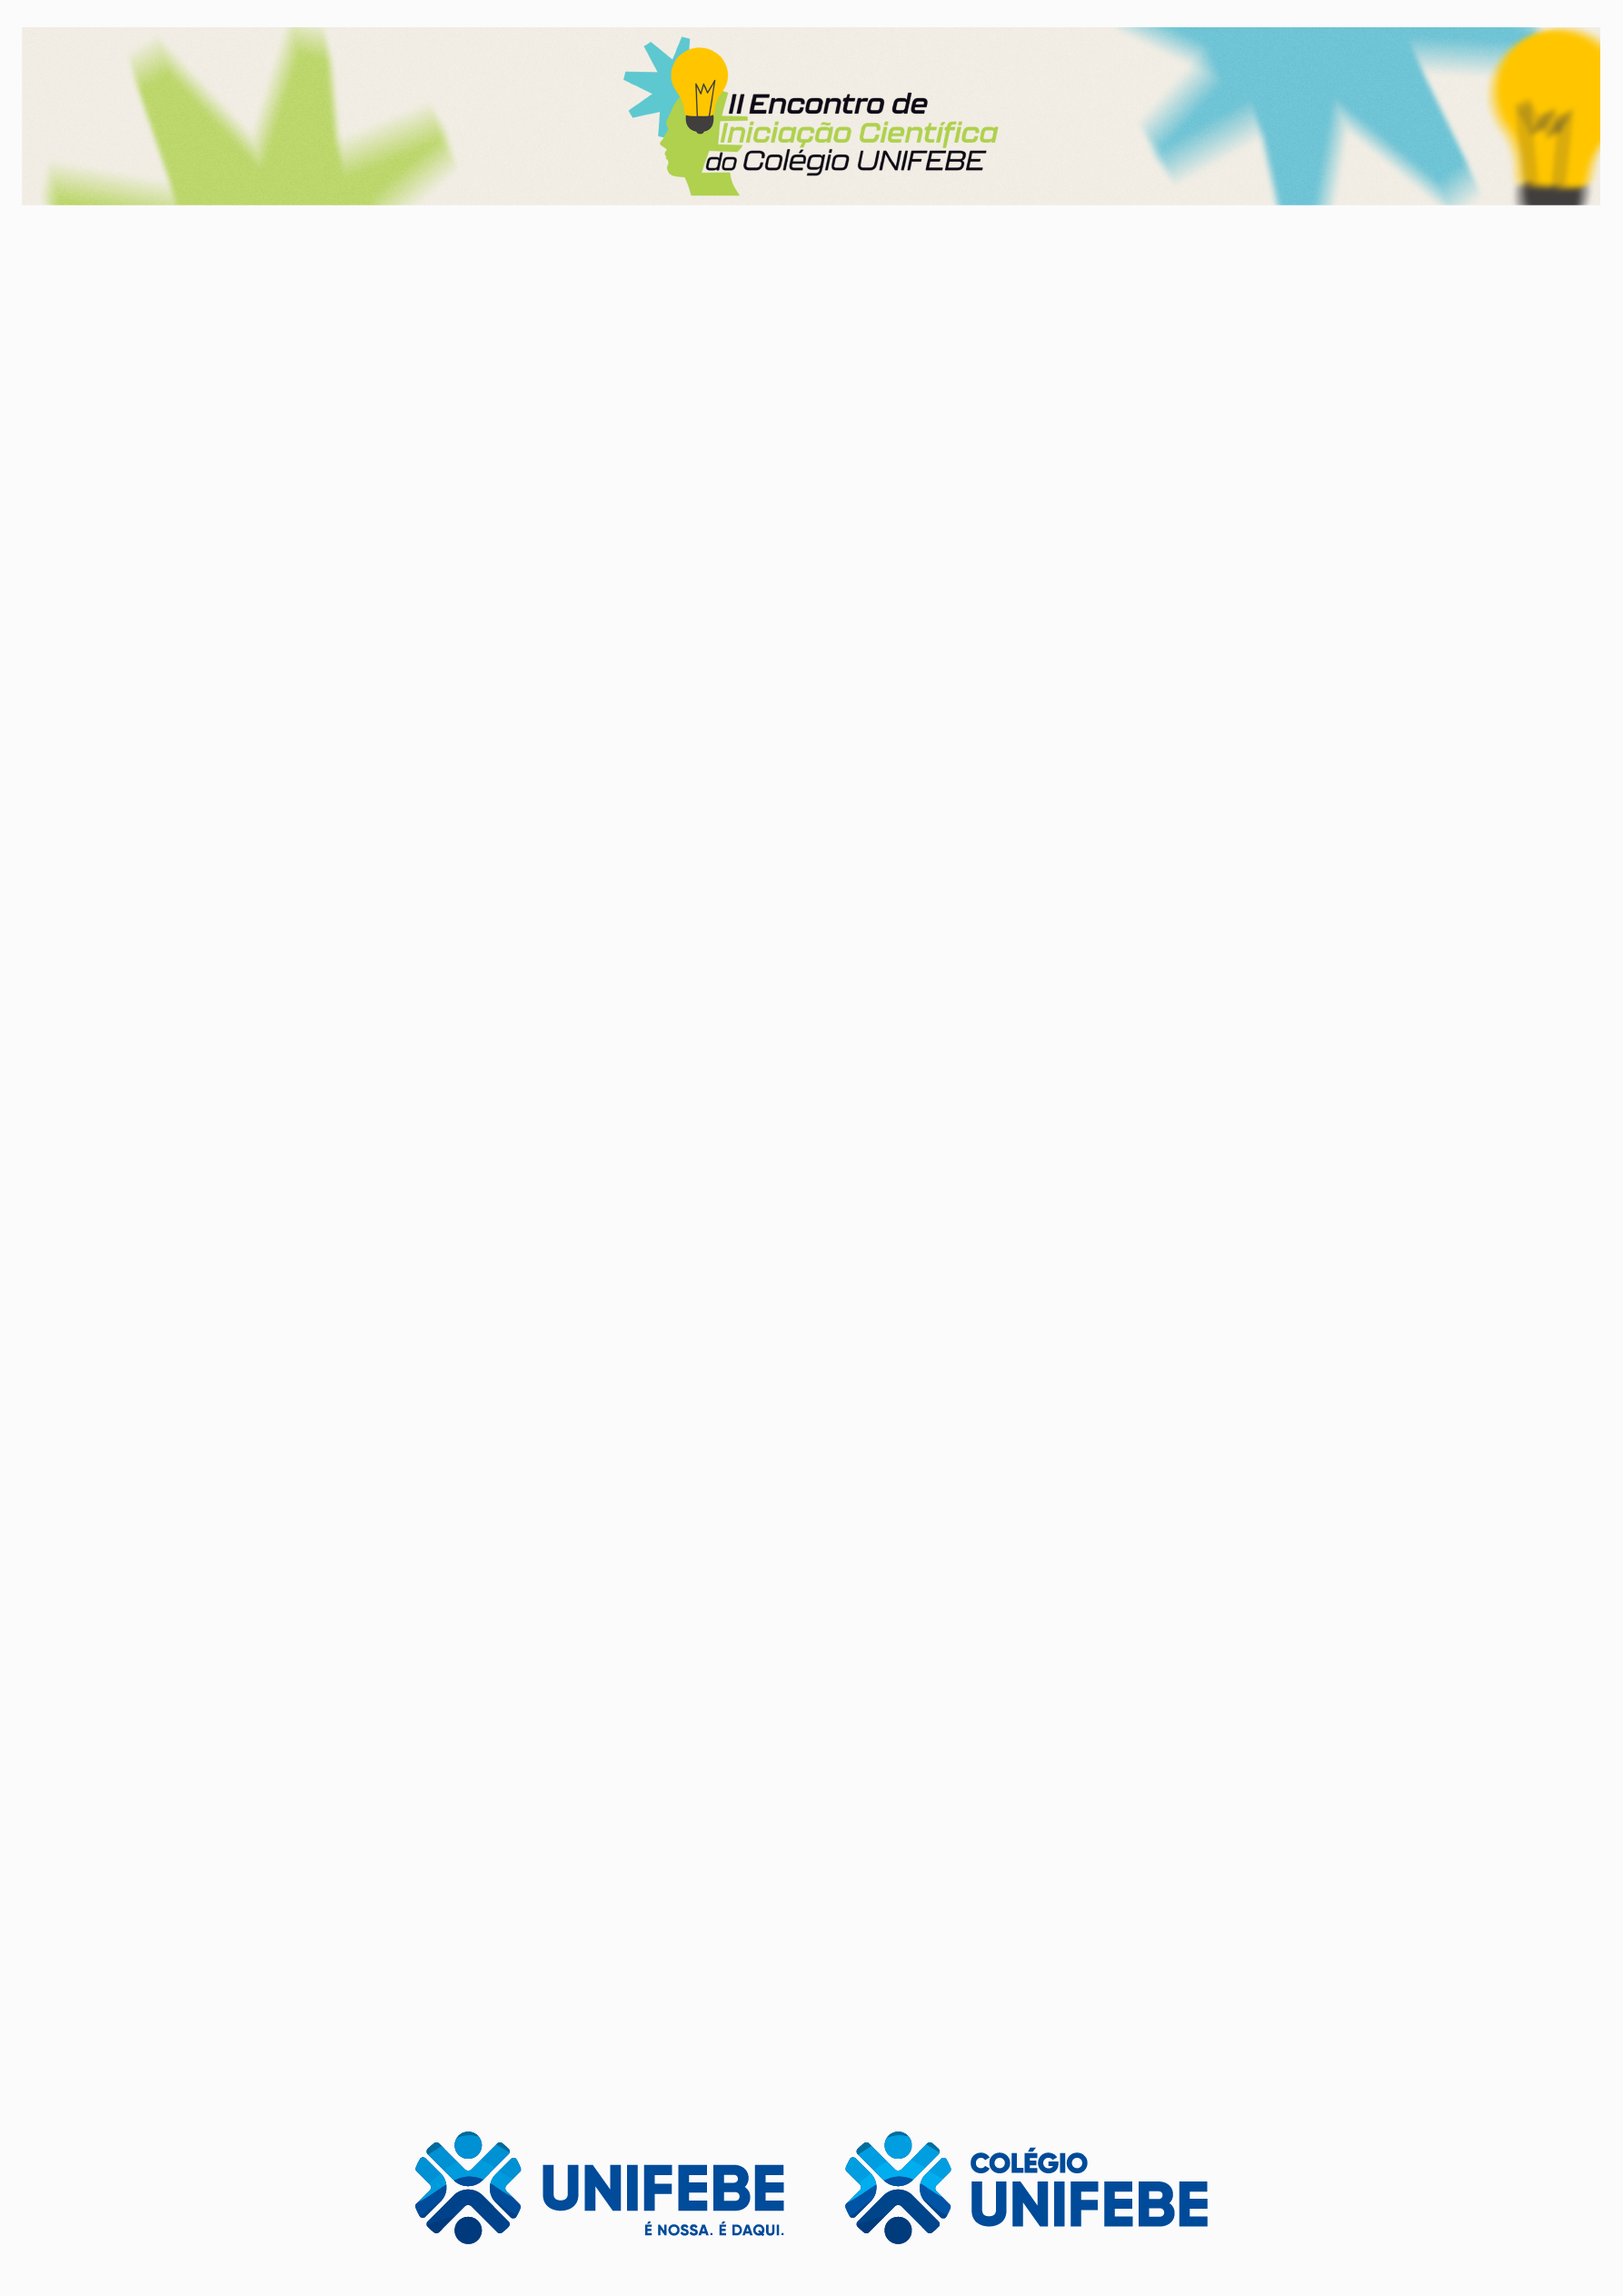 II Encontro de
Iniciação Científica
do Colégio UNIFEBE
UNIFEBE
É NOSSA. É DAQUI.
COLÉGIO
UNIFEBE